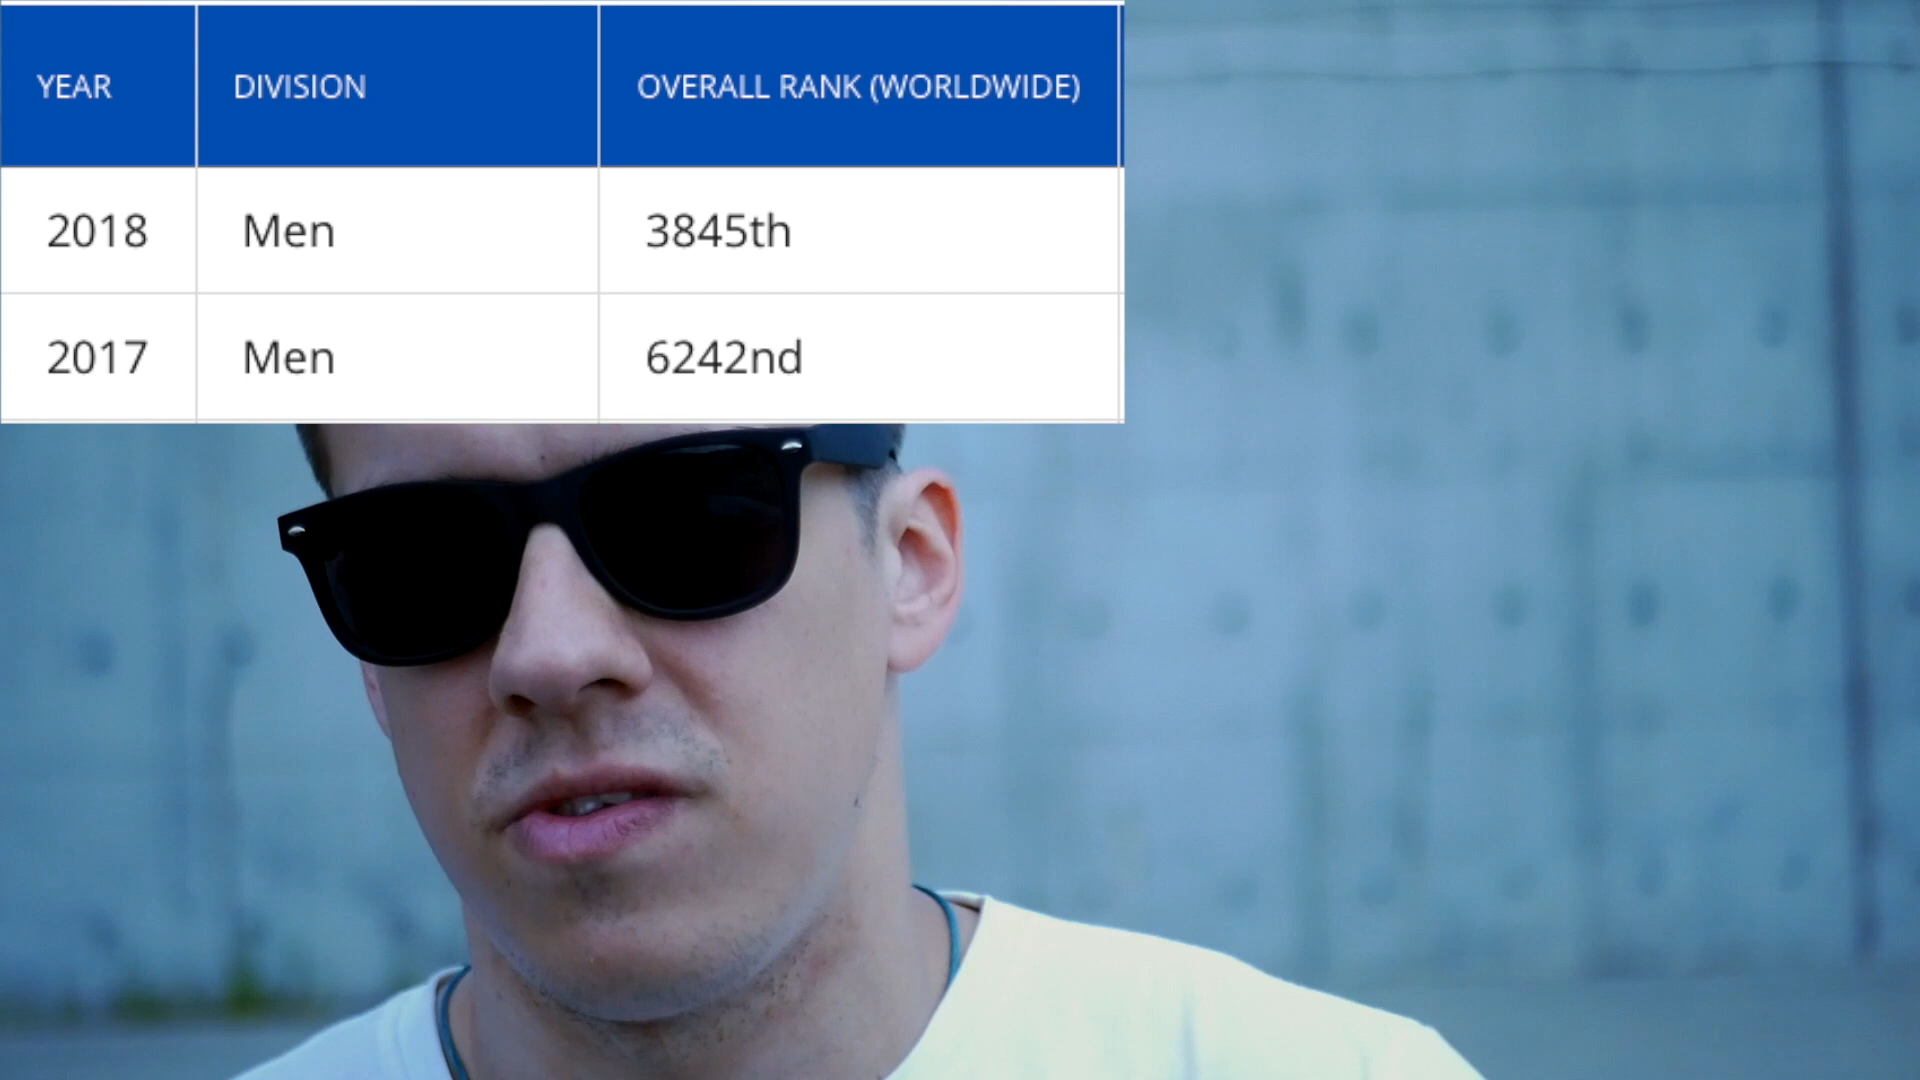 YEAR DIVISION OVERALL RANK (WORLDWIDE)
2018 Men 3845th
2017 Men 6242nd